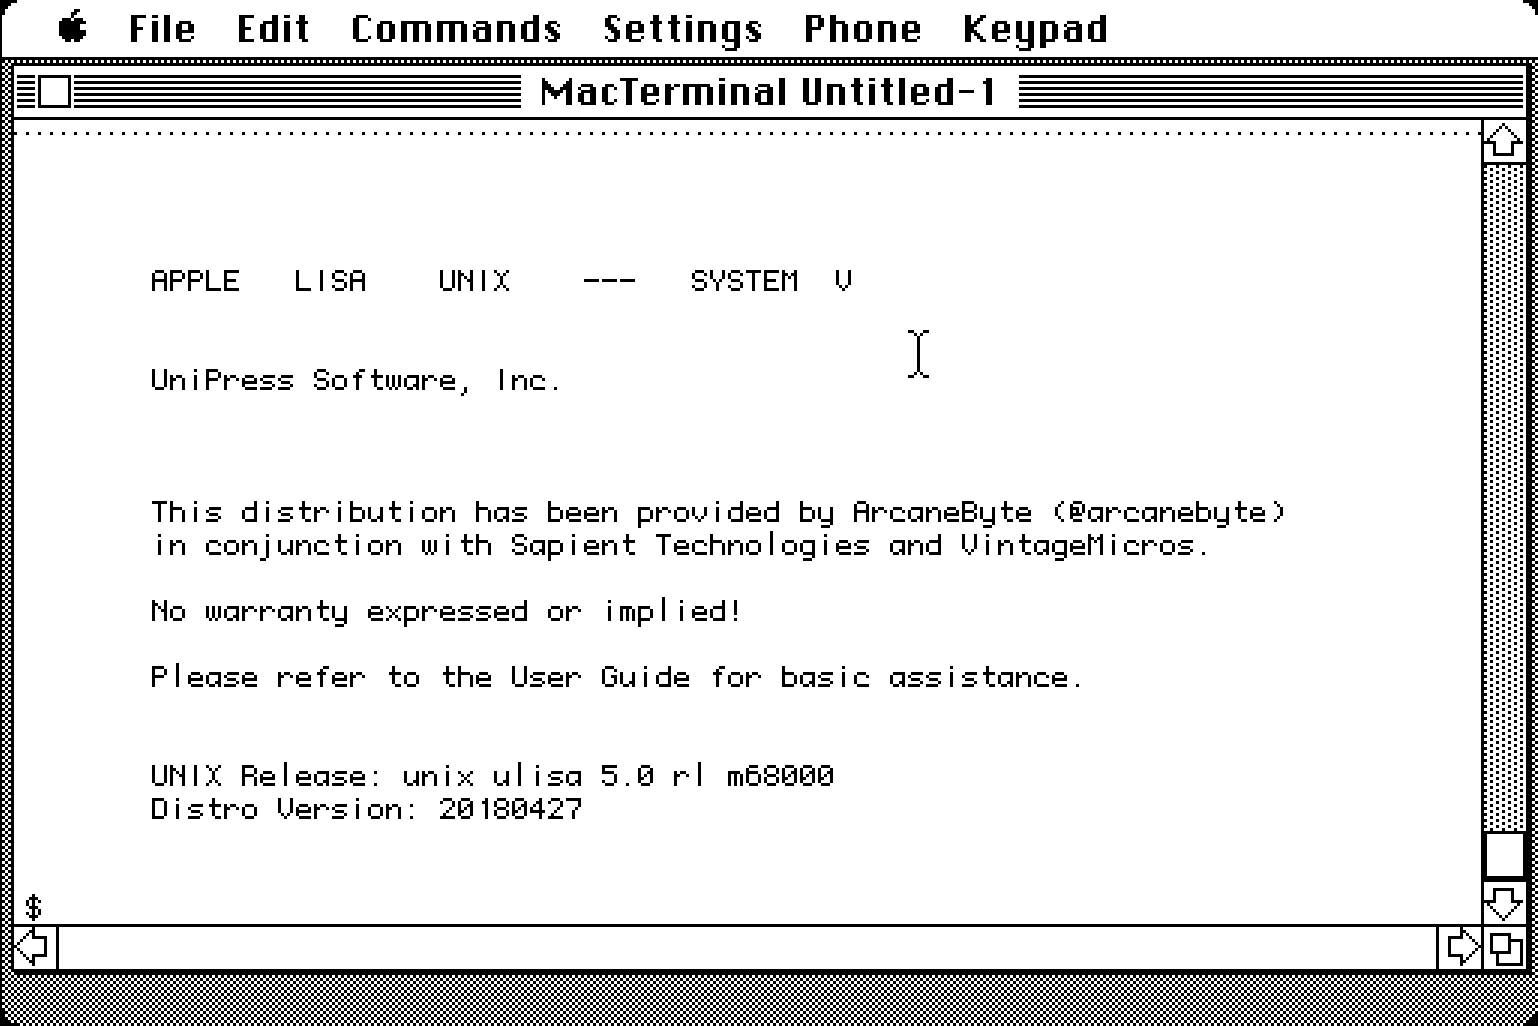 File Edit Commands Settings Phone Keypad
MacTerminal Untitled-1
APPLE LISA UNIX --- SYSTEM V
UniPress Software, Inc.
This distribution has been provided by ArcaneByte (@arcanebyte)
in conjunction with Sapient Technologies and VintageMicros.
No warranty expressed or implied!
Please refer to the User Guide for basic assistance.
UNIX Release: unix ulisa 5.0 rl m68000
Distro Version: 20180427
$